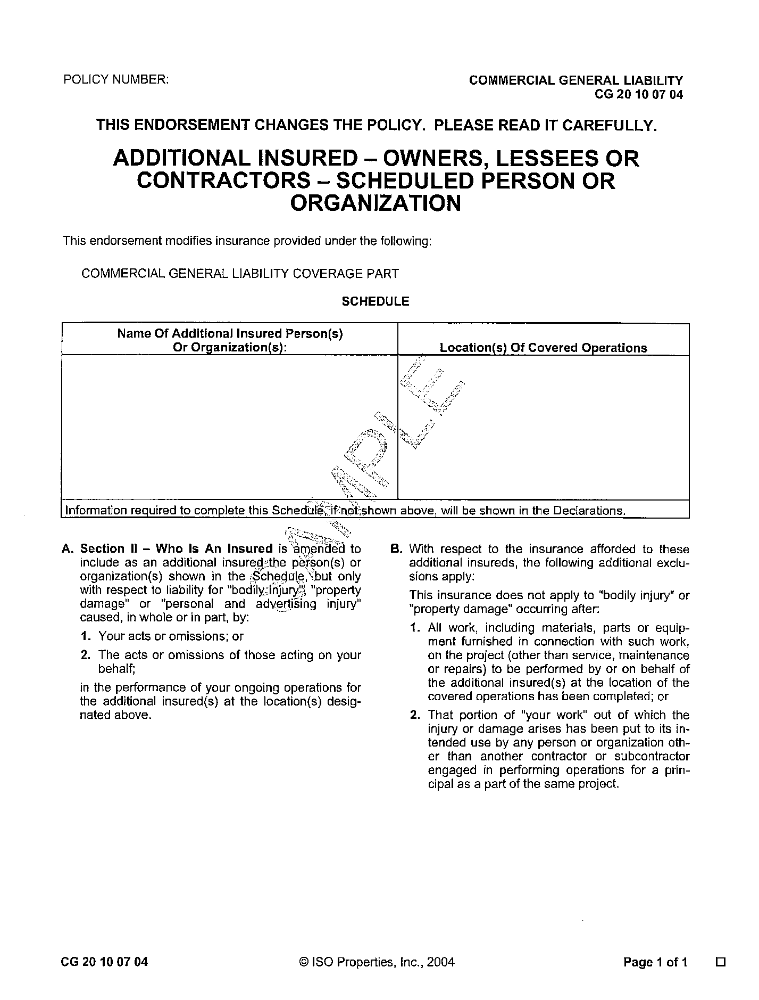 POLICY NUMBER:
COMMERCIAL GENERAL LIABILITY
CG 20 10 07 04
THIS ENDORSEMENT CHANGES THE POLICY. PLEASE READ IT CAREFULLY.
ADDITIONAL INSURED – OWNERS, LESSEES OR
CONTRACTORS – SCHEDULED PERSON OR
ORGANIZATION
This endorsement modifies insurance provided under the following:
COMMERCIAL GENERAL LIABILITY COVERAGE PART
SCHEDULE
Name Of Additional Insured Person(s)
Or Organization(s):
Location(s) Of Covered Operations
SAMPLE
Information required to complete this Schedule, if not shown above, will be shown in the Declarations.
A. Section II – Who Is An Insured is amended to
include as an additional insured the person(s) or
organization(s) shown in the Schedule, but only
with respect to liability for "bodily injury", "property
damage" or "personal and advertising injury"
caused, in whole or in part, by:
1. Your acts or omissions; or
2. The acts or omissions of those acting on your
behalf;
in the performance of your ongoing operations for
the additional insured(s) at the location(s) desig-
nated above.
B. With respect to the insurance afforded to these
additional insureds, the following additional exclu-
sions apply:
This insurance does not apply to "bodily injury" or
"property damage" occurring after:
1. All work, including materials, parts or equip-
ment furnished in connection with such work,
on the project (other than service, maintenance
or repairs) to be performed by or on behalf of
the additional insured(s) at the location of the
covered operations has been completed; or
2. That portion of "your work" out of which the
injury or damage arises has been put to its in-
tended use by any person or organization oth-
er than another contractor or subcontractor
engaged in performing operations for a prin-
cipal as a part of the same project.
CG 20 10 07 04
© ISO Properties, Inc., 2004
Page 1 of 1